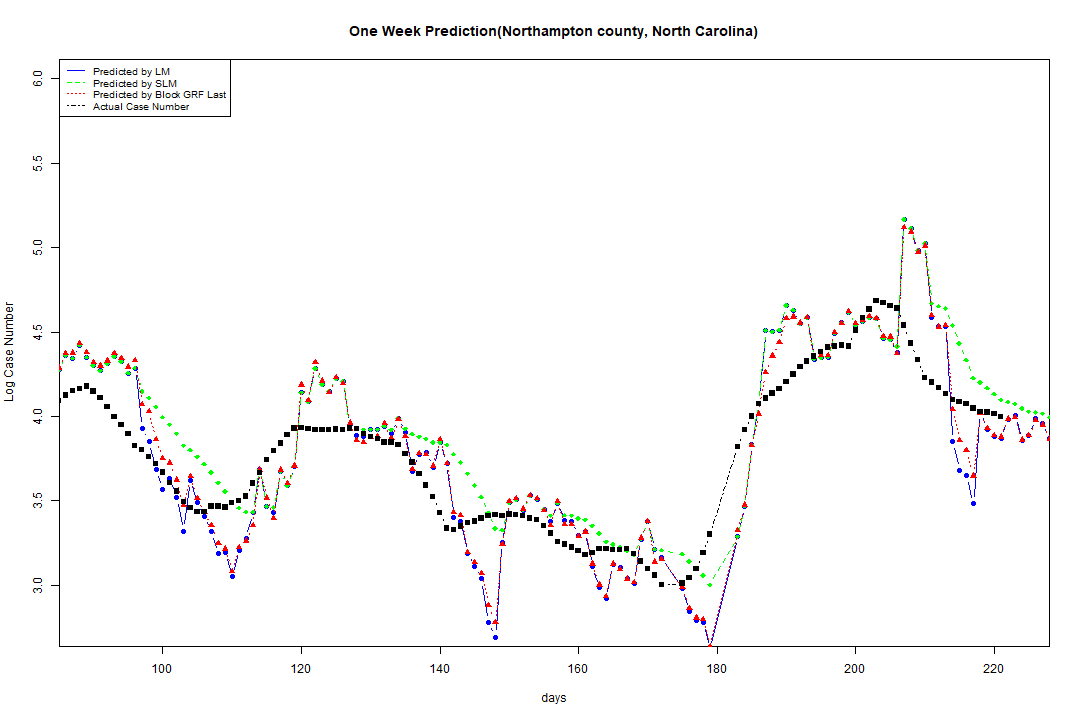 One Week Prediction(Northampton county, North Carolina)
Predicted by LM
Predicted by SLM
Predicted by Block GRF Last
Actual Case Number
6.0
5.5
5.0
4.5
4.0
3.5
3.0
Log Case Number
100 120 140 160 180 200 220
days